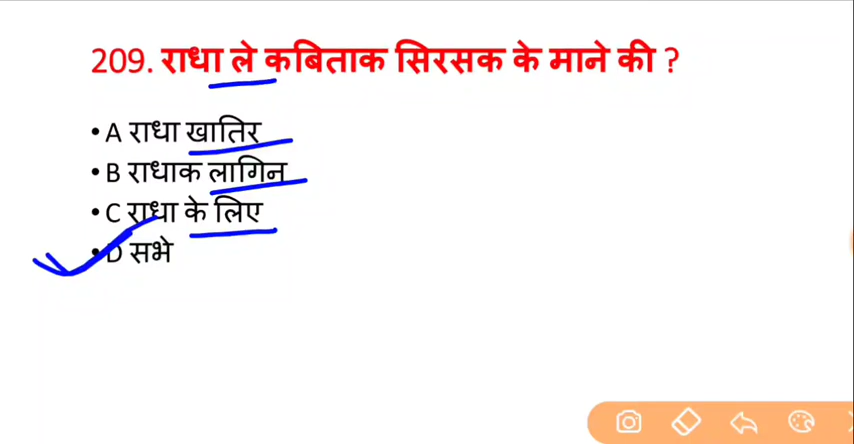 209. राधा ले कबिताक सिरसक के माने की ?
• A राधा खातिर
• B राधाक लागिन
• C राधा के लिए
• D सभे